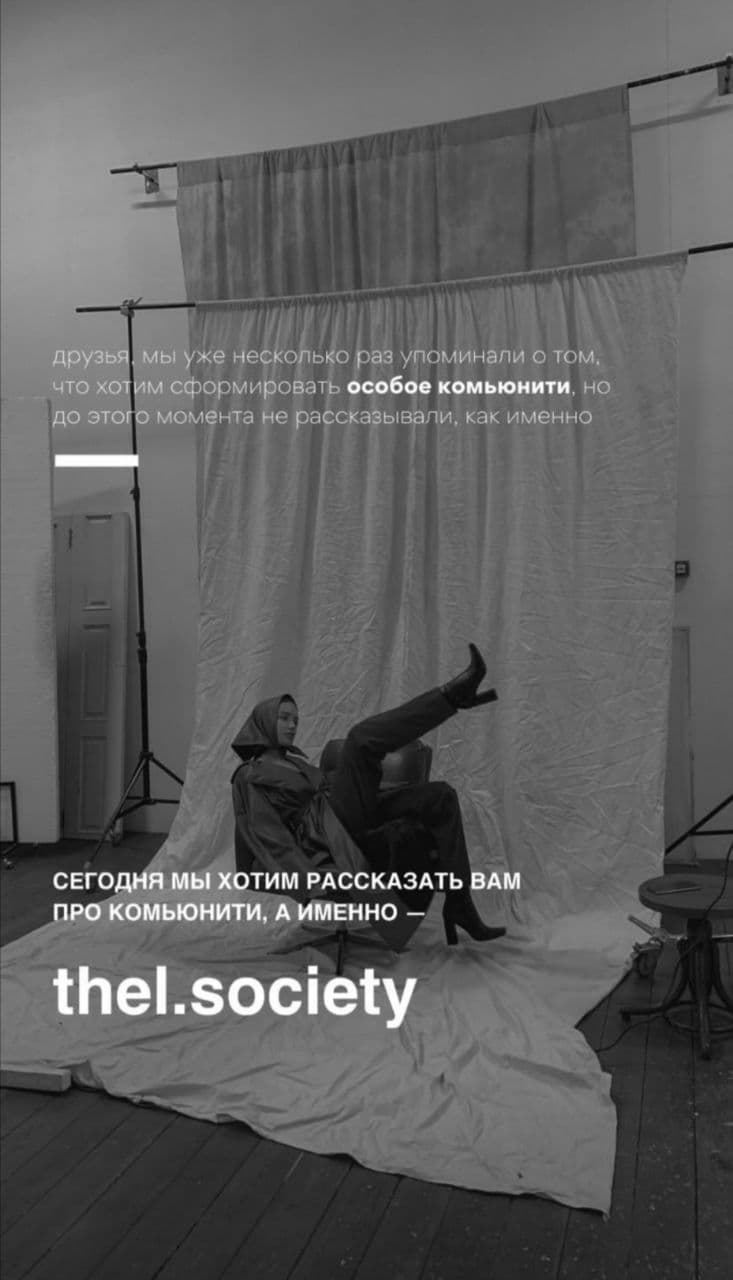 друзья, мы уже несколько раз упоминали о том,
что хотим сформировать особое комьюнити, но
до этого момента не рассказывали, как именно
СЕГОДНЯ МЫ ХОТИМ РАССКАЗАТЬ ВАМ
ПРО КОМЬЮНИТИ, А ИМЕННО —
thel.society